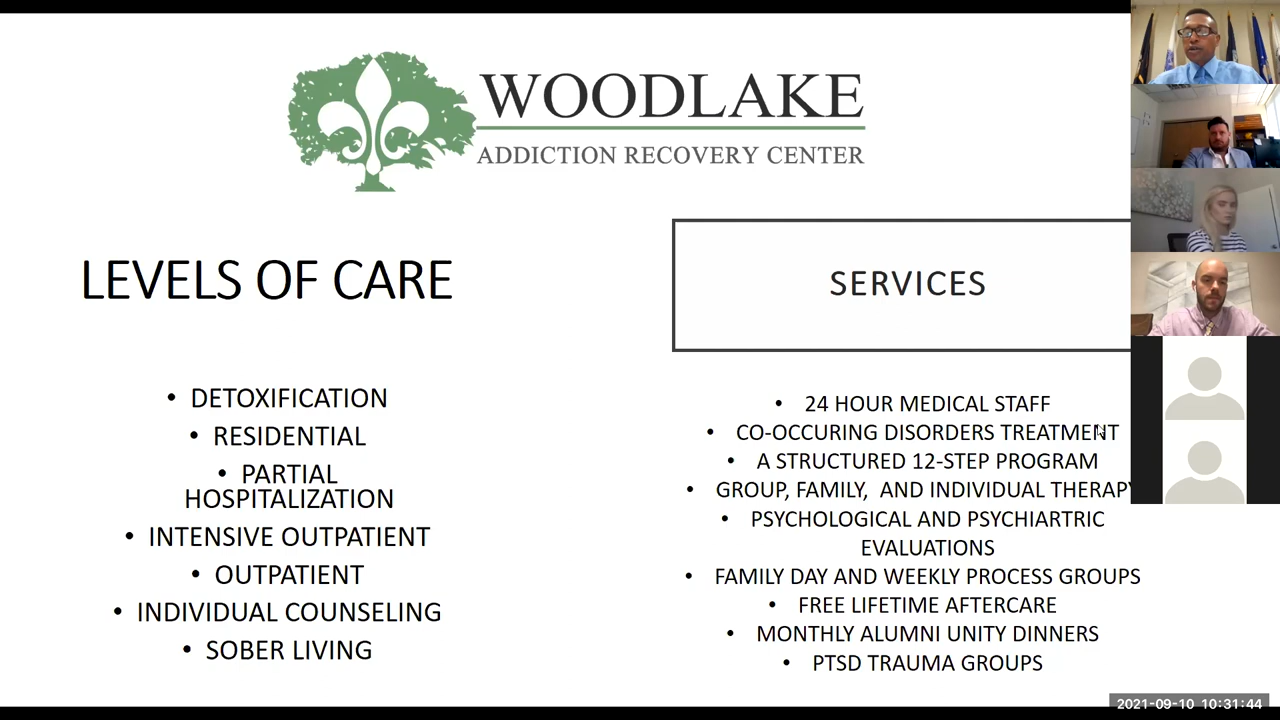 WOODLAKE
ADDICTION RECOVERY CENTER
LEVELS OF CARE
• DETOXIFICATION
• RESIDENTIAL
• PARTIAL
HOSPITALIZATION
• INTENSIVE OUTPATIENT
• OUTPATIENT
• INDIVIDUAL COUNSELING
• SOBER LIVING
SERVICES
• 24 HOUR MEDICAL STAFF
• CO-OCCURING DISORDERS TREATMENT
• A STRUCTURED 12-STEP PROGRAM
• GROUP, FAMILY, AND INDIVIDUAL THERAPY
• PSYCHOLOGICAL AND PSYCHIARTRIC
EVALUATIONS
• FAMILY DAY AND WEEKLY PROCESS GROUPS
• FREE LIFETIME AFTERCARE
• MONTHLY ALUMNI UNITY DINNERS
• PTSD TRAUMA GROUPS
2021-09-10 10:31:44